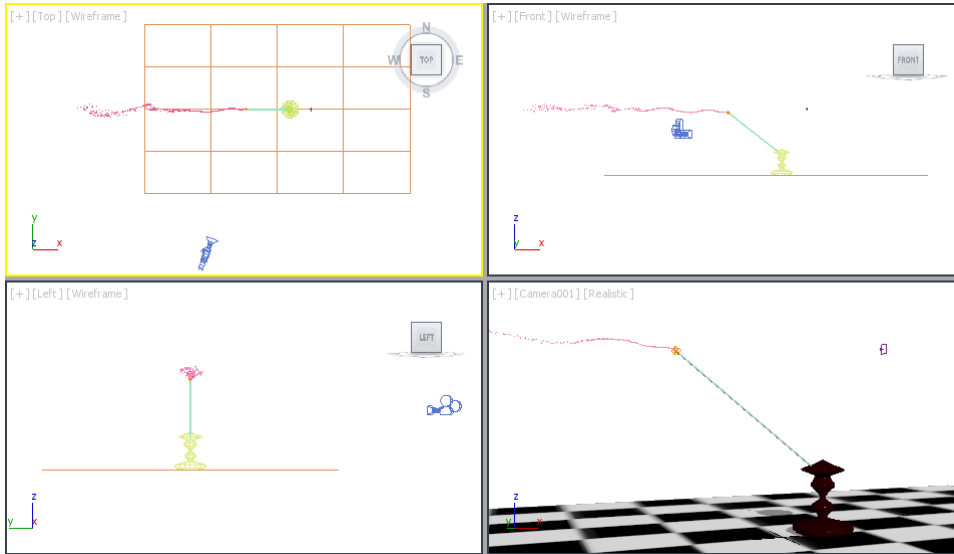 [+] [Top] [Wireframe]
N
W TOP E
S
y
z x
[+] [Front] [Wireframe]
FRONT
z
y x
[+] [Left] [Wireframe]
LEFT
z
y x
[+] [Camera001] [Realistic]
z
y x